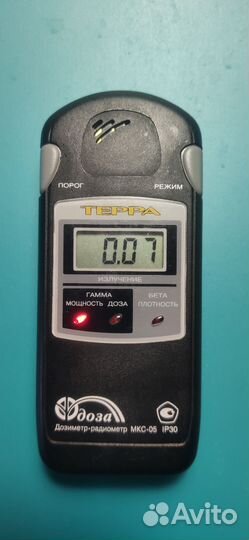 ПОРОГ РЕЖИМ
ТЕРРА
0.07
ИЗЛУЧЕНИЕ
ГАММА БЕТА
МОЩНОСТЬ ДОЗА ПЛОТНОСТЬ
доза
Дозиметр-радиометр МКС-05 IP30
Avito